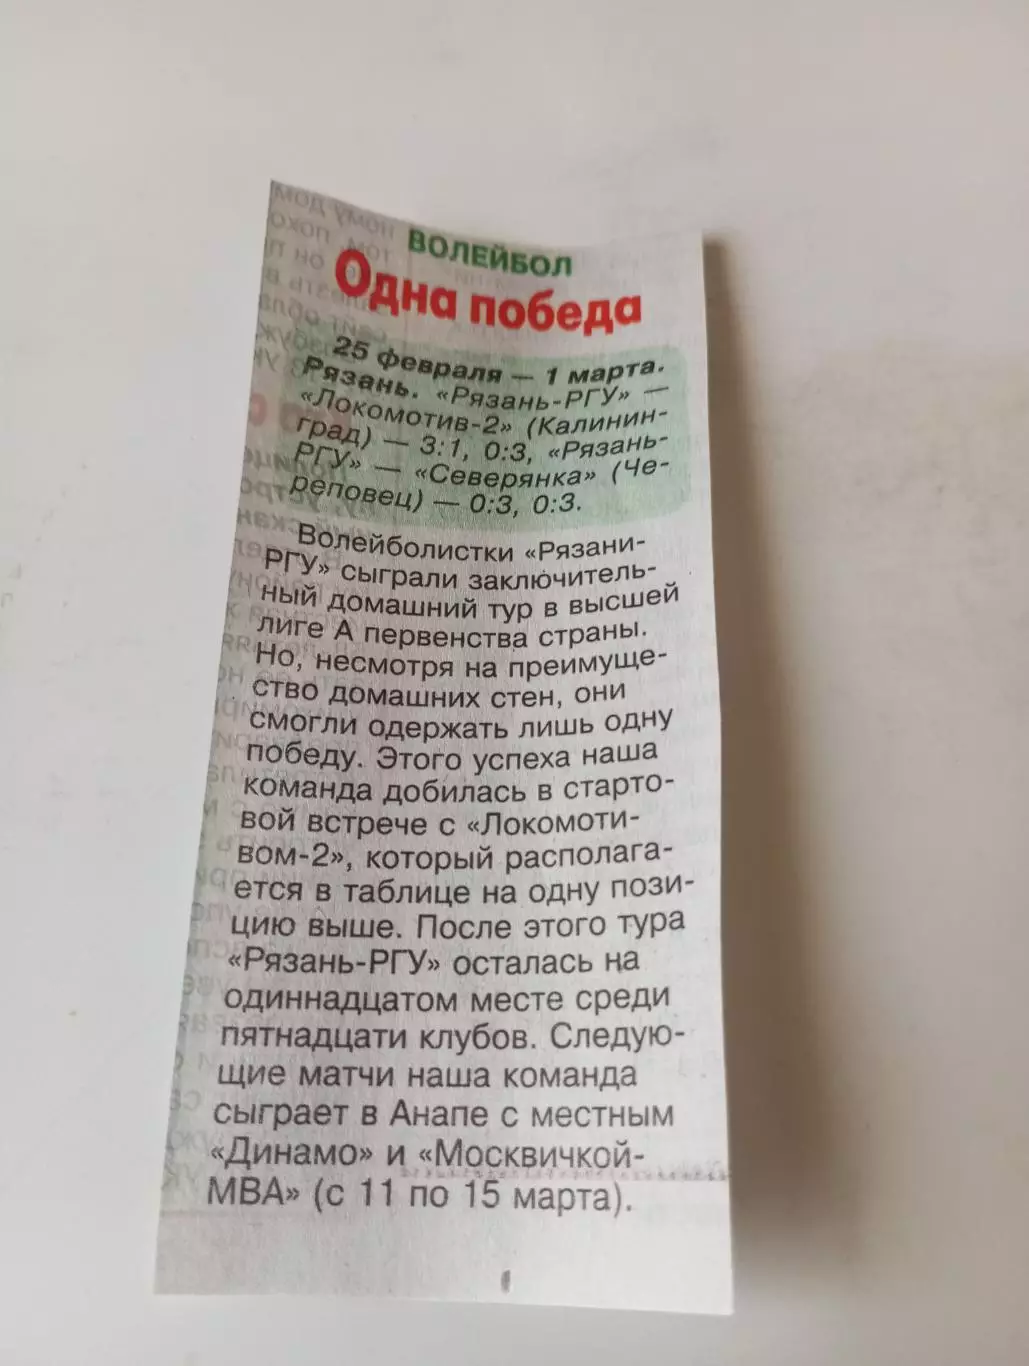 ВОЛЕЙБОЛ
Одна победа
25 февраля — 1 марта.
Рязань. «Рязань-РГУ» —
«Локомотив-2» (Калинин-
град) — 3:1, 0:3, «Рязань-
РГУ» — «Северянка» (Че-
реповец) — 0:3, 0:3.
Волейболистки «Рязани-
РГУ» сыграли заключитель-
ный домашний тур в высшей
лиге А первенства страны.
Но, несмотря на преимуще-
ство домашних стен, они
смогли одержать лишь одну
победу. Этого успеха наша
команда добилась в старто-
вой встрече с «Локомоти-
вом-2», который располага-
ется в таблице на одну пози-
цию выше. После этого тура
«Рязань-РГУ» осталась на
одиннадцатом месте среди
пятнадцати клубов. Следую-
щие матчи наша команда
сыграет в Анапе с местным
«Динамо» и «Москвичкой-
МВА» (с 11 по 15 марта).